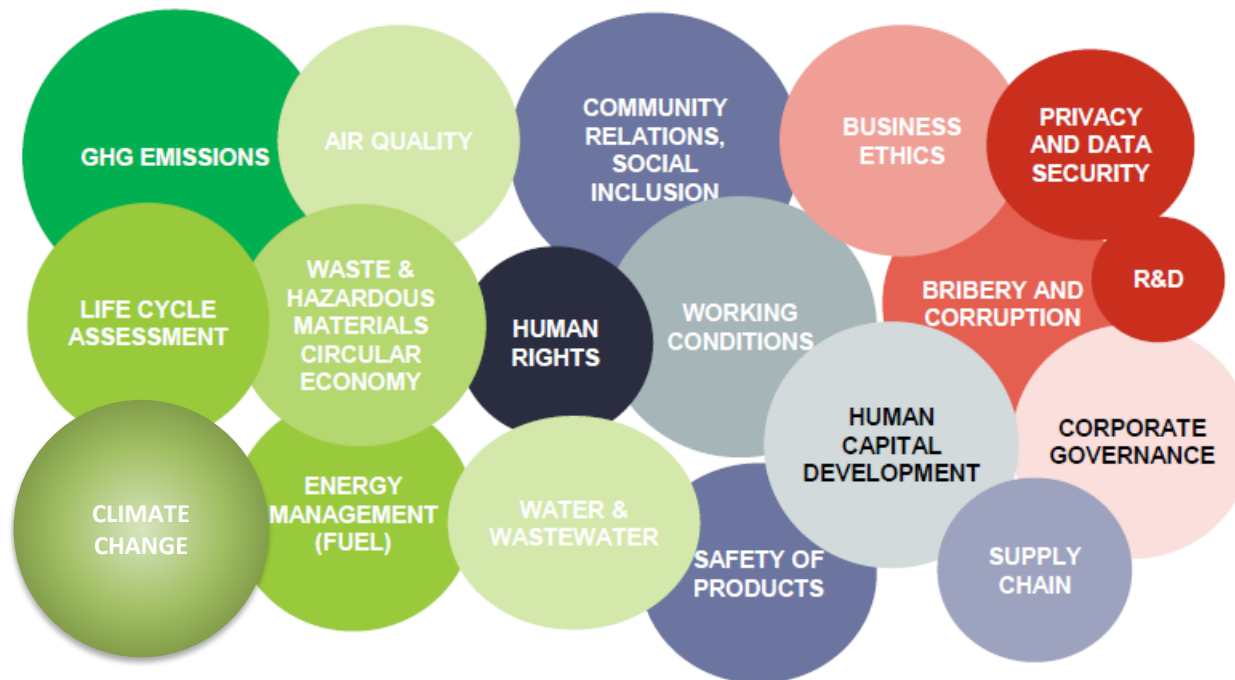 GHG EMISSIONS
AIR QUALITY
COMMUNITY
RELATIONS,
SOCIAL
INCLUSION
BUSINESS
ETHICS
PRIVACY
AND DATA
SECURITY
LIFE CYCLE
ASSESSMENT
WASTE &
HAZARDOUS
MATERIALS
CIRCULAR
ECONOMY
HUMAN
RIGHTS
WORKING
CONDITIONS
BRIBERY AND
CORRUPTION
R&D
CLIMATE
CHANGE
ENERGY
MANAGEMENT
(FUEL)
WATER &
WASTEWATER
SAFETY OF
PRODUCTS
HUMAN
CAPITAL
DEVELOPMENT
CORPORATE
GOVERNANCE
SUPPLY
CHAIN